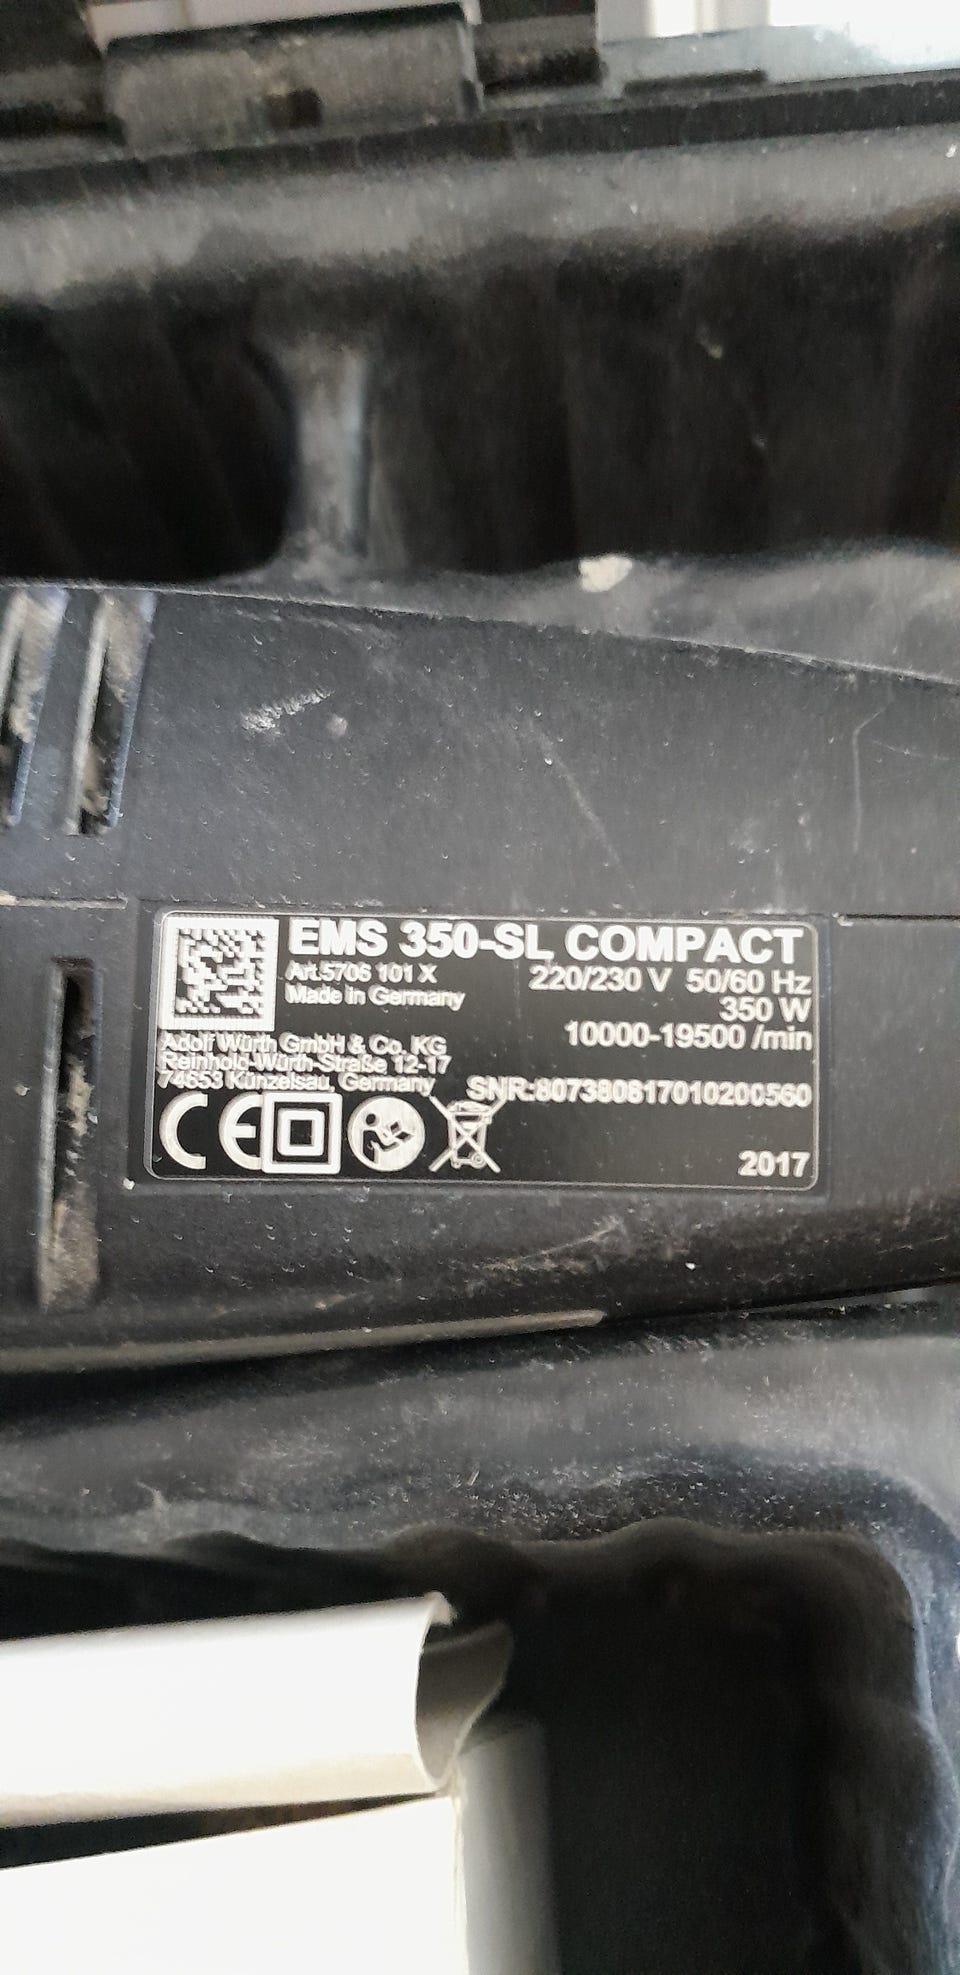 EMS 350-SL COMPACT
Art.5706 101 X
220/230 V 50/60 Hz
Made in Germany
350 W
10000-19500 /min
Adolf Würth GmbH & Co. KG
Reinhold-Würth-Straße 12-17
74653 Künzelsau, Germany
SNR:807380817010200560
CE
2017